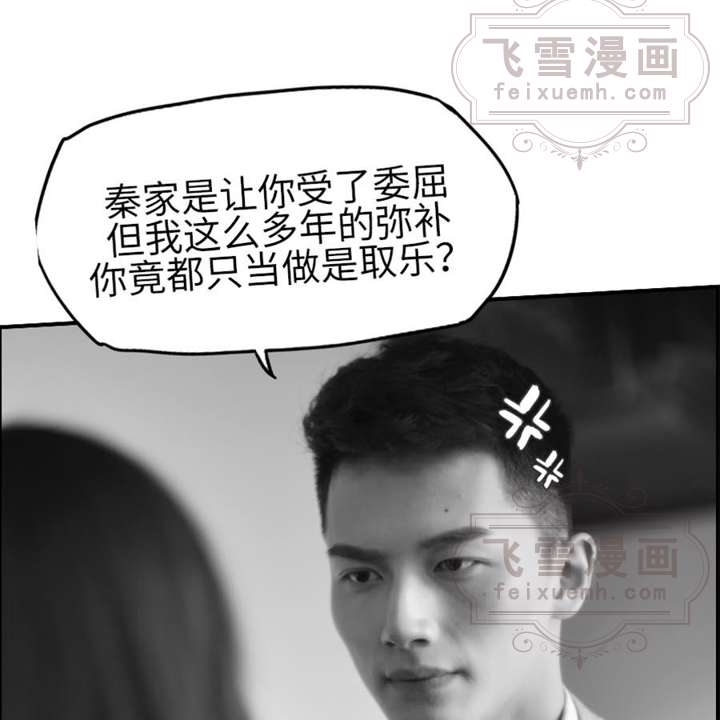 飞雪漫画
feixuemh.com
秦家是让你受了委屈
但我这么多年的弥补
你竟都只当做是取乐？
飞雪漫画
feixuemh.com